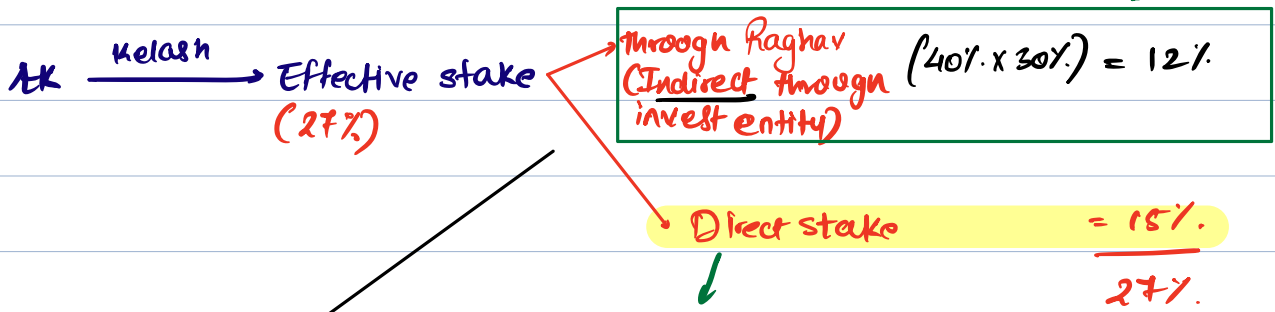 Kelash
AK → Effective stake
(27%)
through Raghav
(Indirect through
invest entity)
(40% x 30%) = 12%
Direct stake = 15%
27%